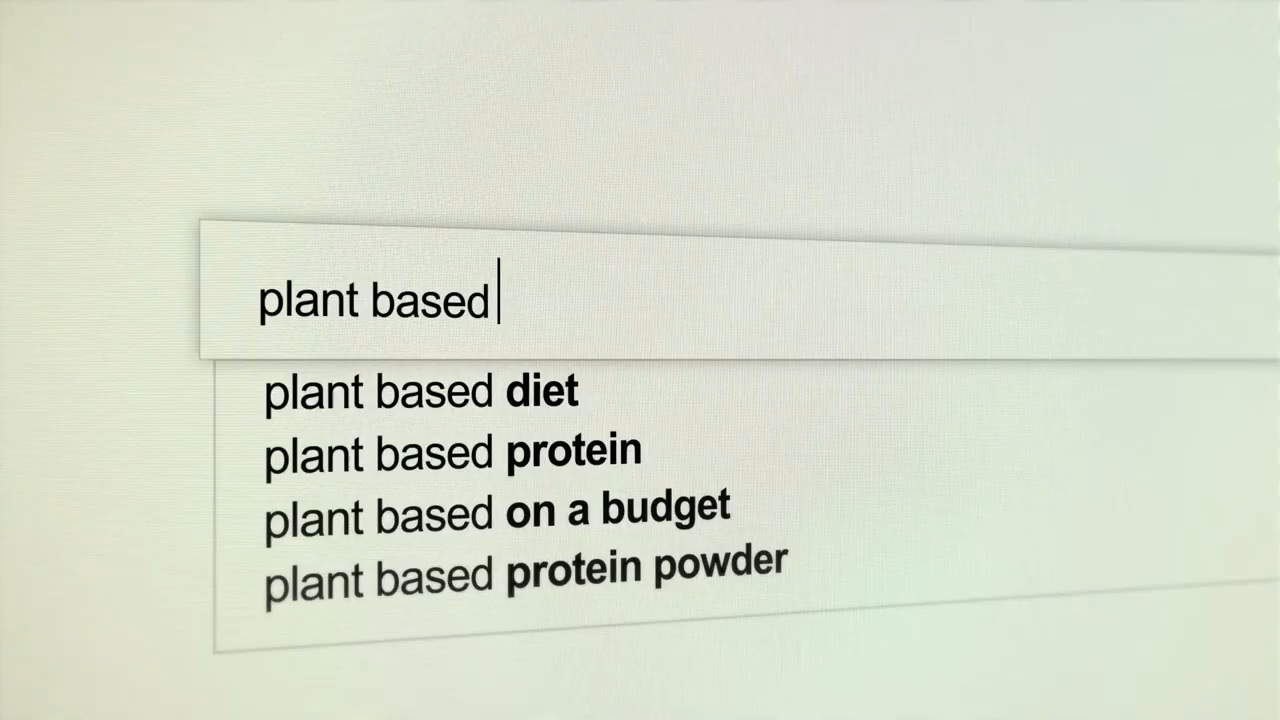 plant based
plant based diet
plant based protein
plant based on a budget
plant based protein powder